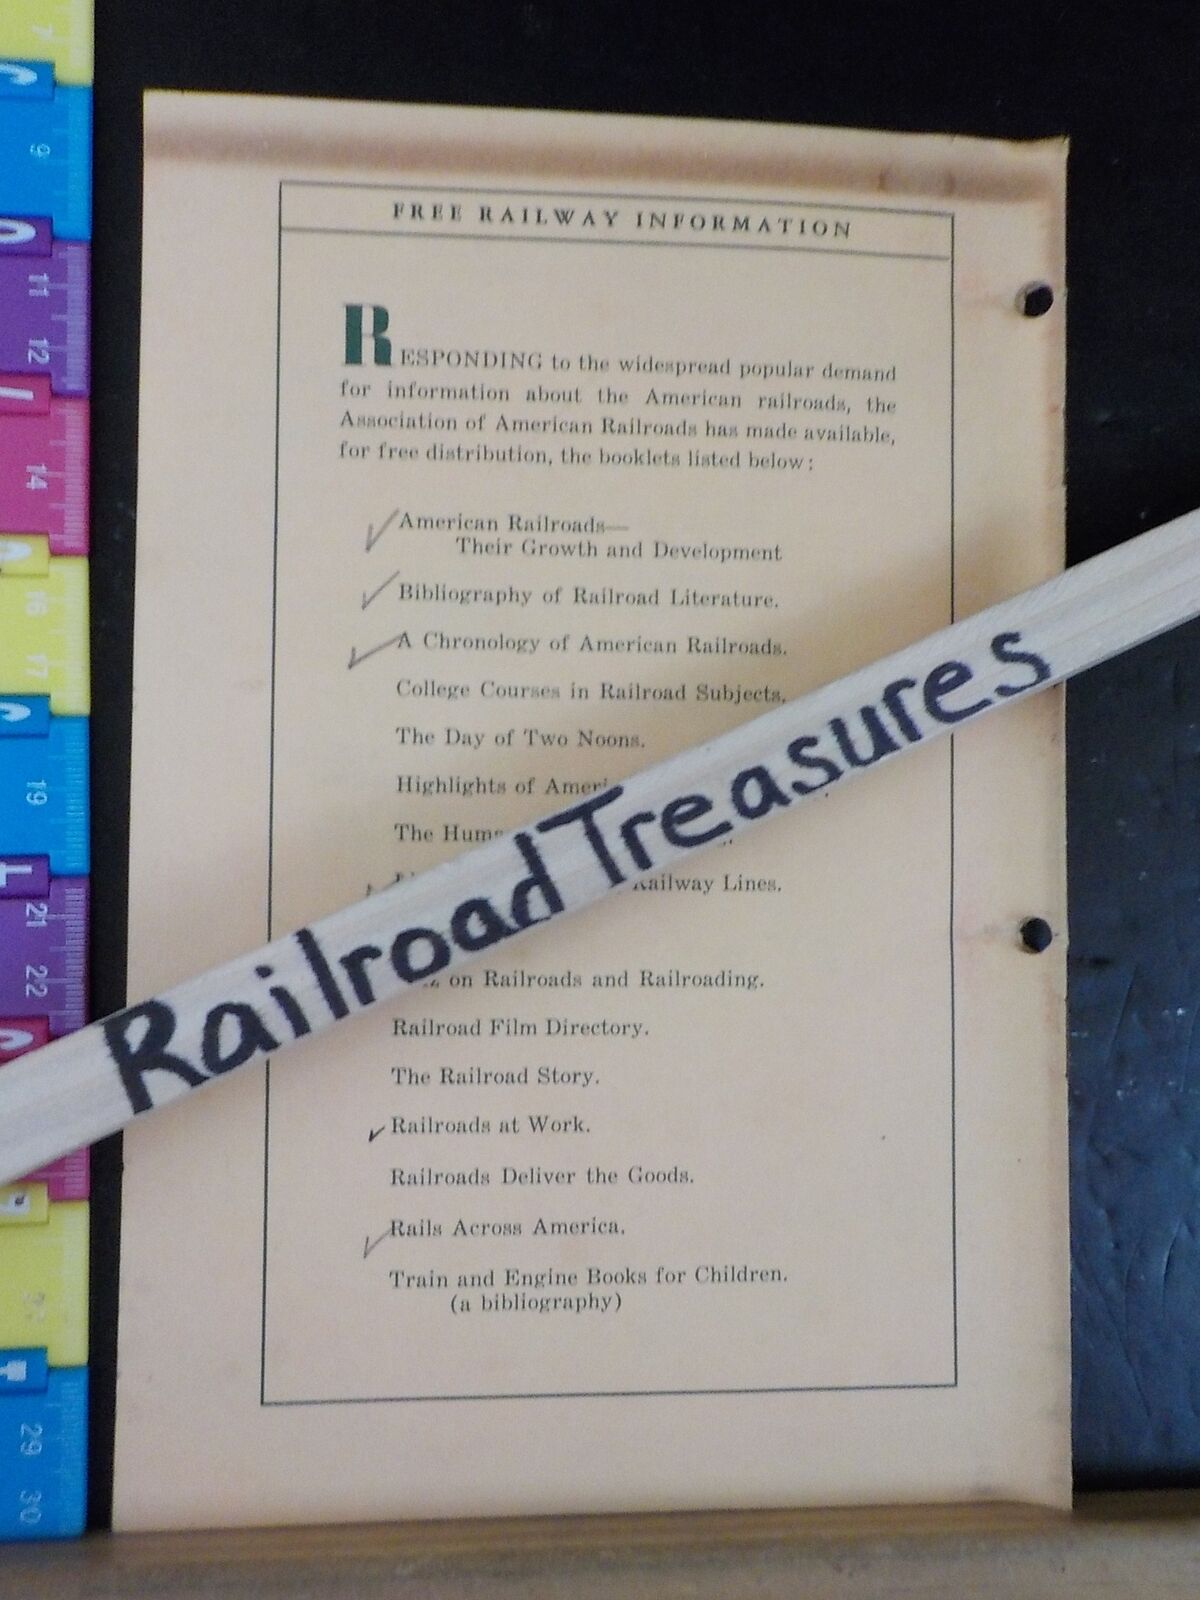 FREE RAILWAY INFORMATION
RESPONDING to the widespread popular demand
for information about the American railroads, the
Association of American Railroads has made available,
for free distribution, the booklets listed below:
American Railroads—
Their Growth and Development
Bibliography of Railroad Literature.
A Chronology of American Railroads.
College Courses in Railroad Subjects.
The Day of Two Noons.
Highlights of
The
Railway Lines.
on Railroads and Railroading.
Railroad Film Directory.
The Railroad Story.
Railroads at Work.
Railroads Deliver the Goods.
Rails Across America.
Train and Engine Books for Children.
(a bibliography)
Railroad Treasures
9
11
12
14
16
17
19
21
22
29
30